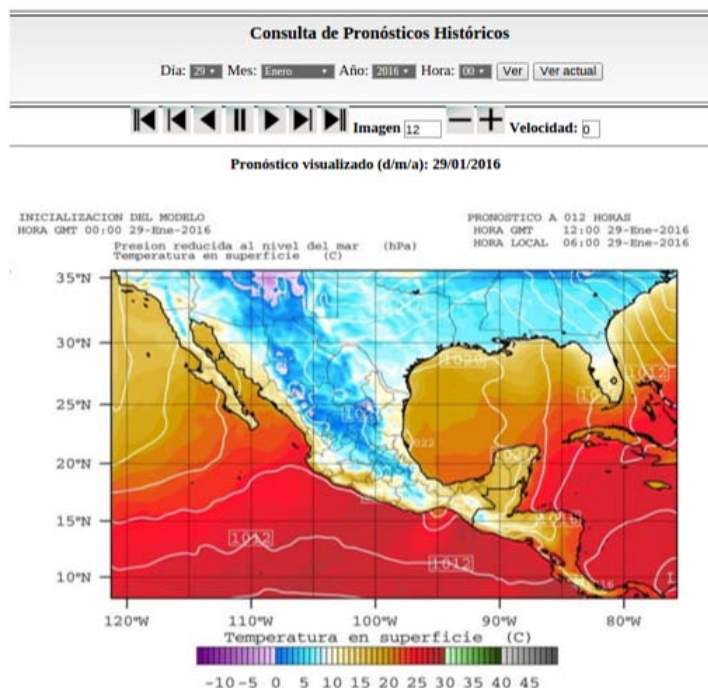 Consulta de Pronósticos Históricos
Día: 29 Mes: Enero Año: 2016 Hora: 00 Ver Ver actual
Imagen 12 Velocidad: 0
Pronóstico visualizado (d/m/a): 29/01/2016
INICIALIZACION DEL MODELO
HORA GMT 00:00 29-Ene-2016
PRONOSTICO A 012 HORAS
HORA GMT 12:00 29-Ene-2016
HORA LOCAL 06:00 29-Ene-2016
Presion reducida al nivel del mar (hPa)
Temperatura en superficie (C)
35°N
30°N
1020
1012
25°N
1022
20°N
15°N
1016
1012
1012
10°N
120°W 110°W 100°W 90°W 80°W
Temperatura en superficie (C)
-10 -5 0 5 10 15 20 25 30 35 40 45